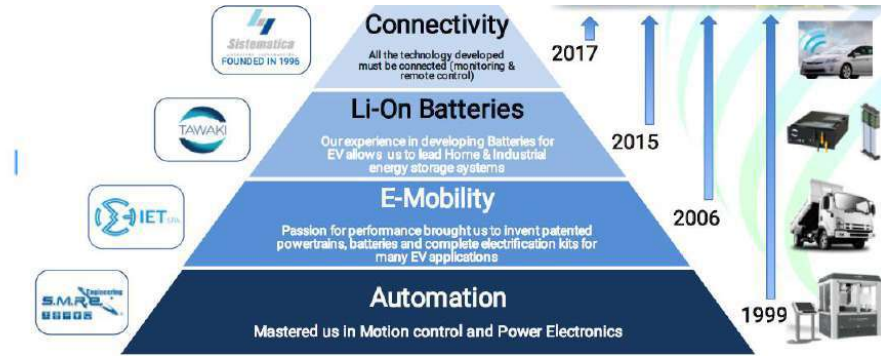 Connectivity
All the technology developed
must be connected (monitoring &
remote control)
Sistematica
FOUNDED IN 1996
2017
Li-On Batteries
Our experience in developing Batteries for
EV allows us to lead Home & Industrial
energy storage systems
TAWAKI
2015
E-Mobility
Passion for performance brought us to invent patented
powertrains, batteries and complete electrification kits for
many EV applications
IET
2006
Automation
Mastered us in Motion control and Power Electronics
S.M.R.e.
Engineering
1999